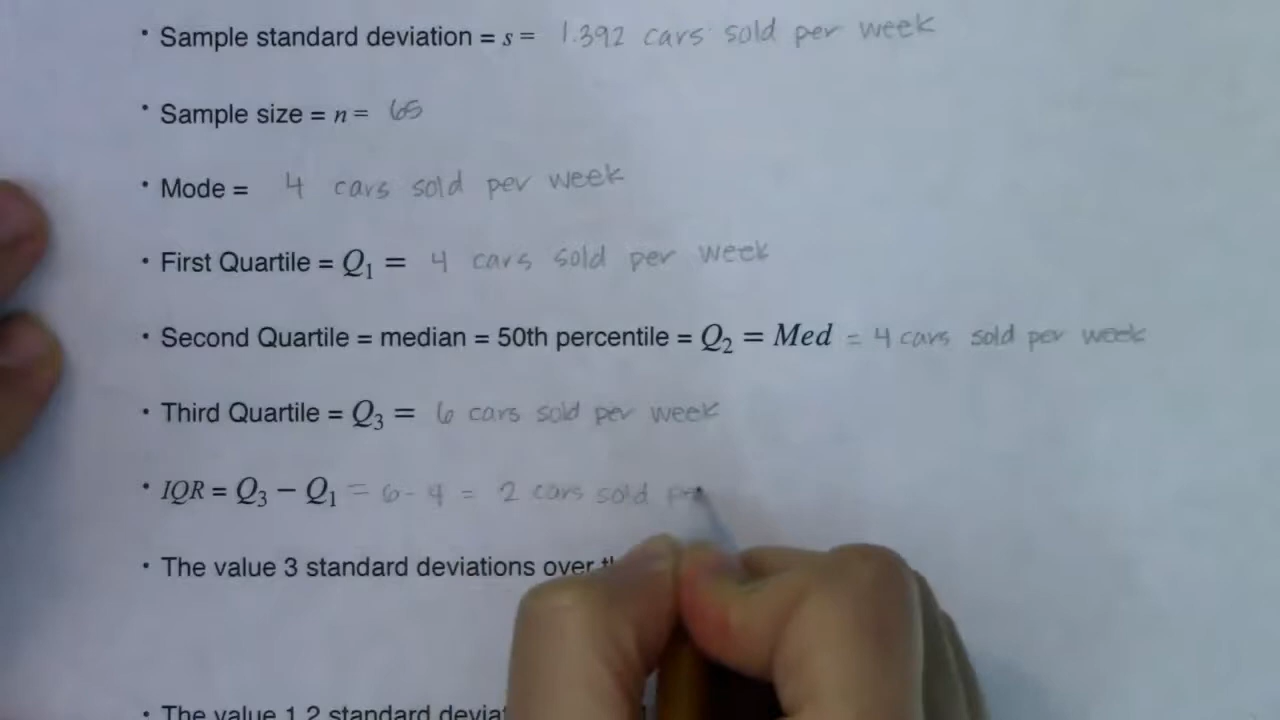 • Sample standard deviation = s = 1.392 cars sold per week
• Sample size = n = 65
• Mode = 4 cars sold per week
• First Quartile = Q₁ = 4 cars sold per week
• Second Quartile = median = 50th percentile = Q₂ = Med = 4 cars sold per week
• Third Quartile = Q₃ = 6 cars sold per week
• IQR = Q₃ − Q₁ = 6 - 4 = 2 cars sold pe
• The value 3 standard deviations over
• The value 1.2 standard